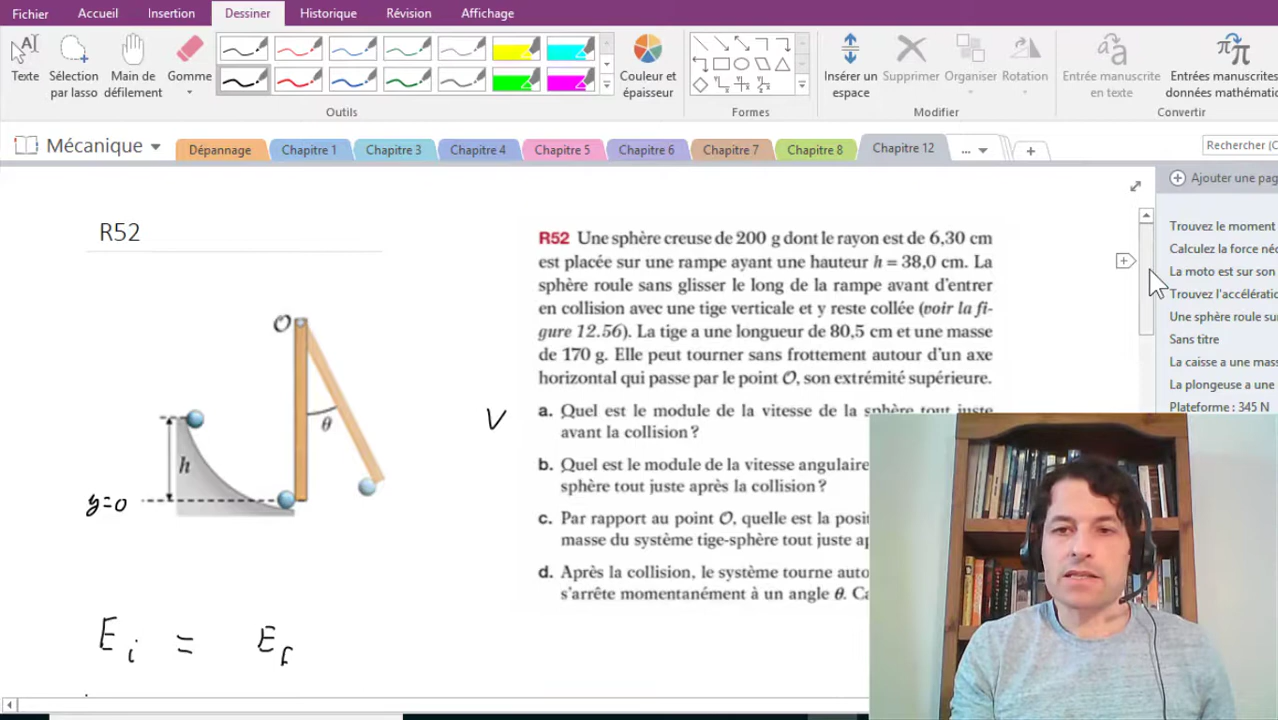 Fichier Accueil Insertion Dessiner Historique Révision Affichage
Texte
Sélection
par lasso
Main de
défilement
Gomme
Couleur et
épaisseur
Insérer un
espace
Supprimer
Organiser
Rotation
Entrée manuscrite
en texte
Entrées manuscrites
données mathéma
Outils Formes Modifier Convertir
Mécanique Dépannage Chapitre 1 Chapitre 3 Chapitre 4 Chapitre 5 Chapitre 6 Chapitre 7 Chapitre 8 Chapitre 12 ... Rechercher (C
Ajouter une pag
Trouvez le moment
Calculez la force néc
La moto est sur son
Trouvez l'accélératio
Une sphère roule su
Sans titre
La caisse a une mass
La plongeuse a une
Plateforme : 345 N
R52
O
θ
h
y=0
E i = E f
R52 Une sphère creuse de 200 g dont le rayon est de 6,30 cm
est placée sur une rampe ayant une hauteur h = 38,0 cm. La
sphère roule sans glisser le long de la rampe avant d'entrer
en collision avec une tige verticale et y reste collée (voir la fi-
gure 12.56). La tige a une longueur de 80,5 cm et une masse
de 170 g. Elle peut tourner sans frottement autour d'un axe
horizontal qui passe par le point O, son extrémité supérieure.
V
a. Quel est le module de la vitesse de la sphère tout juste
avant la collision ?
b. Quel est le module de la vitesse angulaire
sphère tout juste après la collision ?
c. Par rapport au point O, quelle est la posi
masse du système tige-sphère tout juste ap
d. Après la collision, le système tourne auto
s'arrête momentanément à un angle θ. Ca